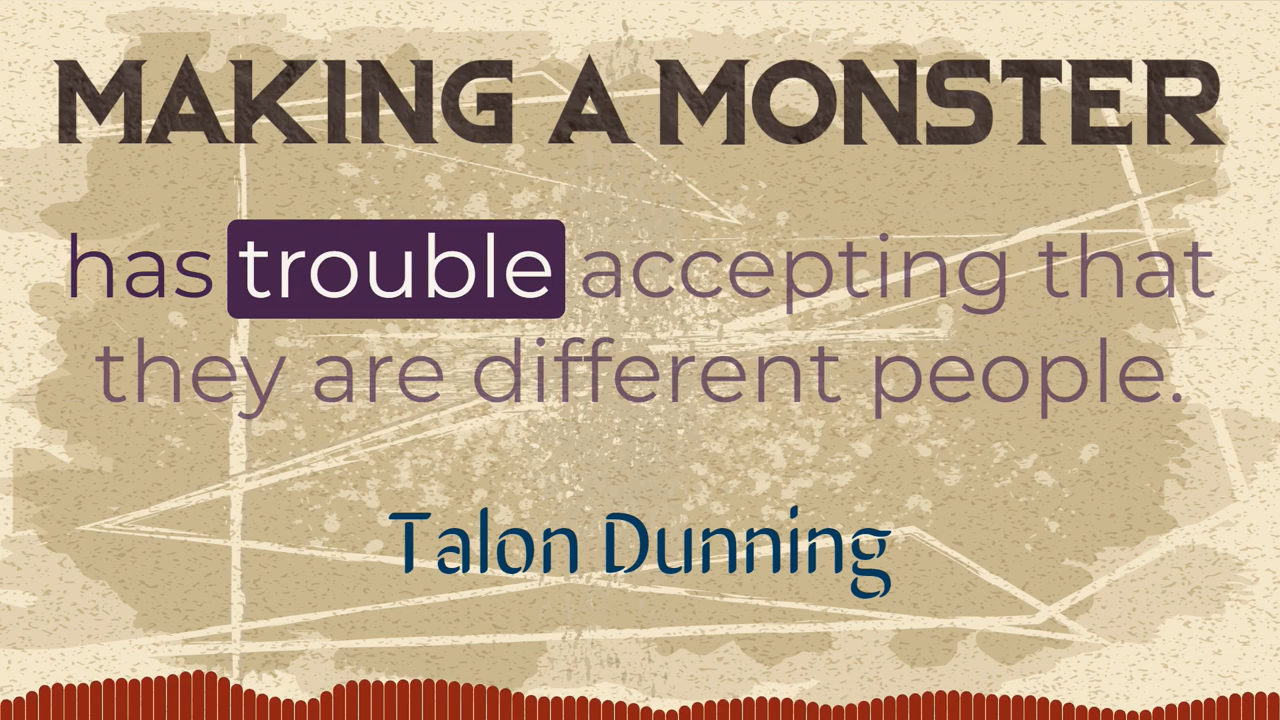 MAKING A MONSTER
has trouble accepting that
they are different people.
Talon Dunning